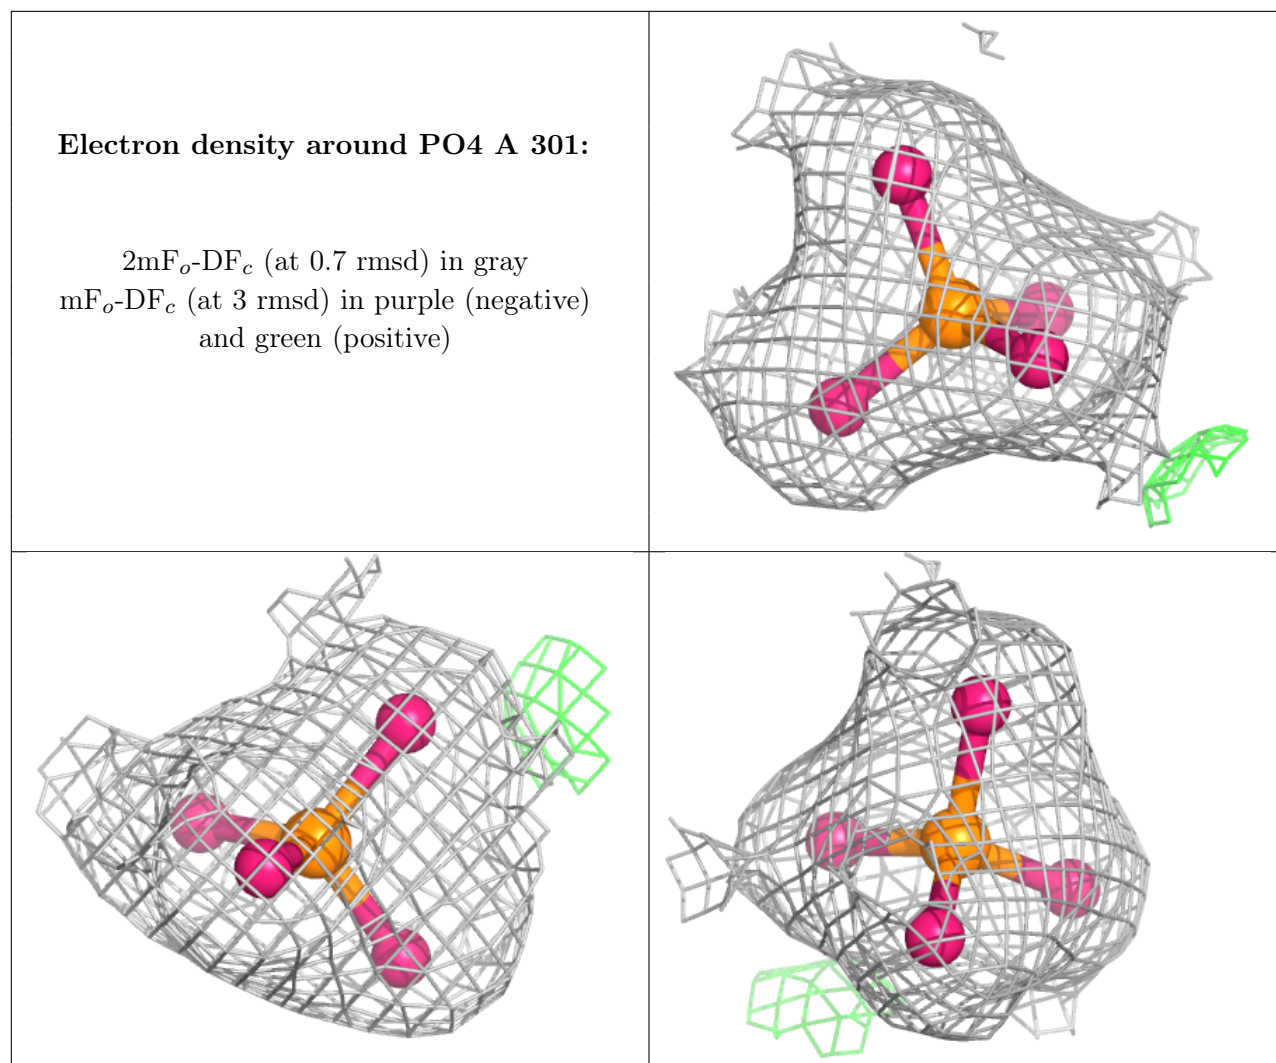 Electron density around PO4 A 301:
2mFₒ-DF𝒸 (at 0.7 rmsd) in gray
mFₒ-DF𝒸 (at 3 rmsd) in purple (negative)
and green (positive)